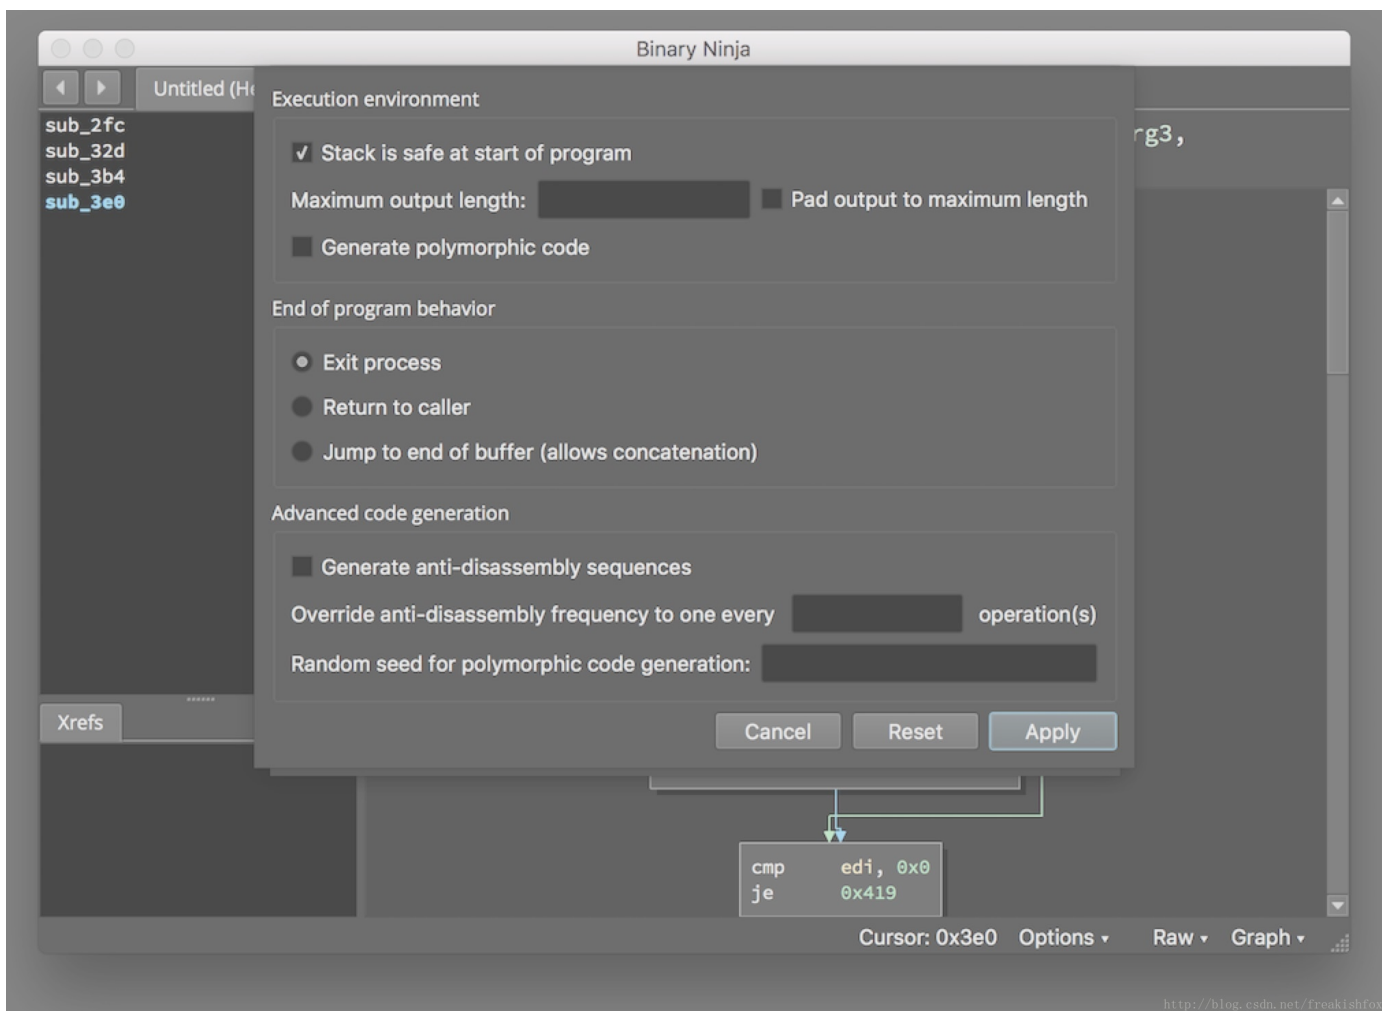 Binary Ninja
Untitled (He
sub_2fc
sub_32d
sub_3b4
sub_3e0
rg3,
Execution environment
Stack is safe at start of program
Maximum output length:
Pad output to maximum length
Generate polymorphic code
End of program behavior
Exit process
Return to caller
Jump to end of buffer (allows concatenation)
Advanced code generation
Generate anti-disassembly sequences
Override anti-disassembly frequency to one every operation(s)
Random seed for polymorphic code generation:
Cancel Reset Apply
Xrefs
cmp edi, 0x0
je 0x419
Cursor: 0x3e0 Options Raw Graph
http://blog.csdn.net/freakishfox